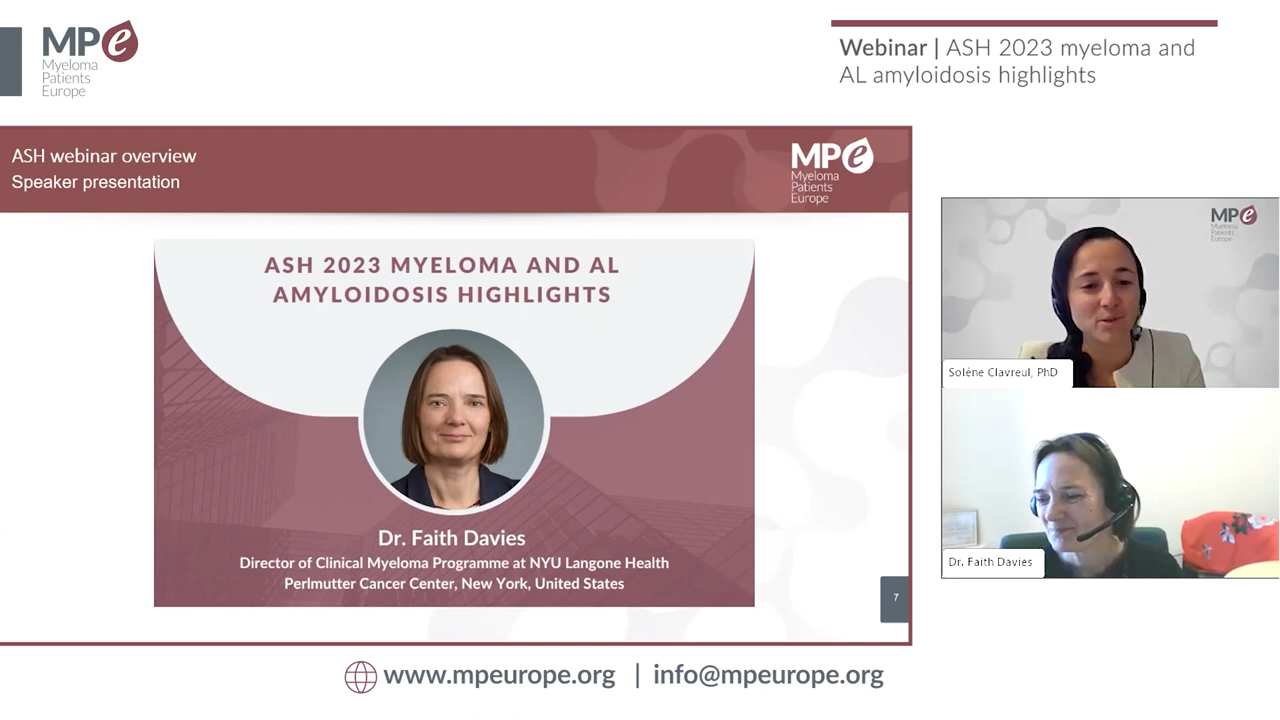 MPe
Myeloma
Patients
Europe
Webinar | ASH 2023 myeloma and
AL amyloidosis highlights
ASH webinar overview
Speaker presentation
MPe
Myeloma
Patients
Europe
ASH 2023 MYELOMA AND AL
AMYLOIDOSIS HIGHLIGHTS
Dr. Faith Davies
Director of Clinical Myeloma Programme at NYU Langone Health
Perlmutter Cancer Center, New York, United States
7
MPe
Myeloma
Patients
Europe
Solène Clavreul, PhD
Dr. Faith Davies
www.mpeurope.org | info@mpeurope.org